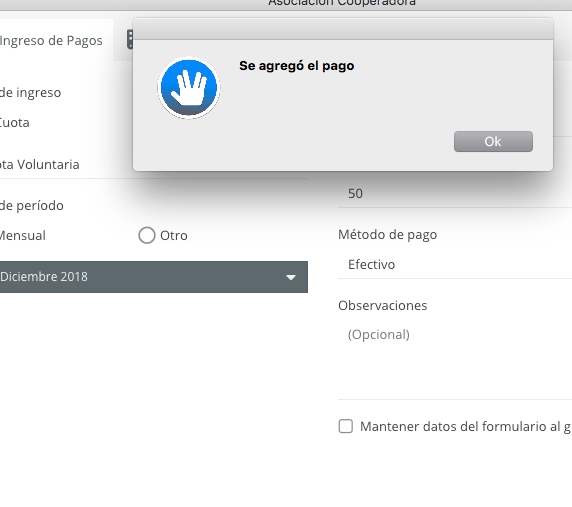 Asociación Cooperadora
Ingreso de Pagos
Se agregó el pago
Ok
de ingreso
Cuota
ota Voluntaria
de período
Mensual
Otro
Diciembre 2018
50
Método de pago
Efectivo
Observaciones
(Opcional)
Mantener datos del formulario al g